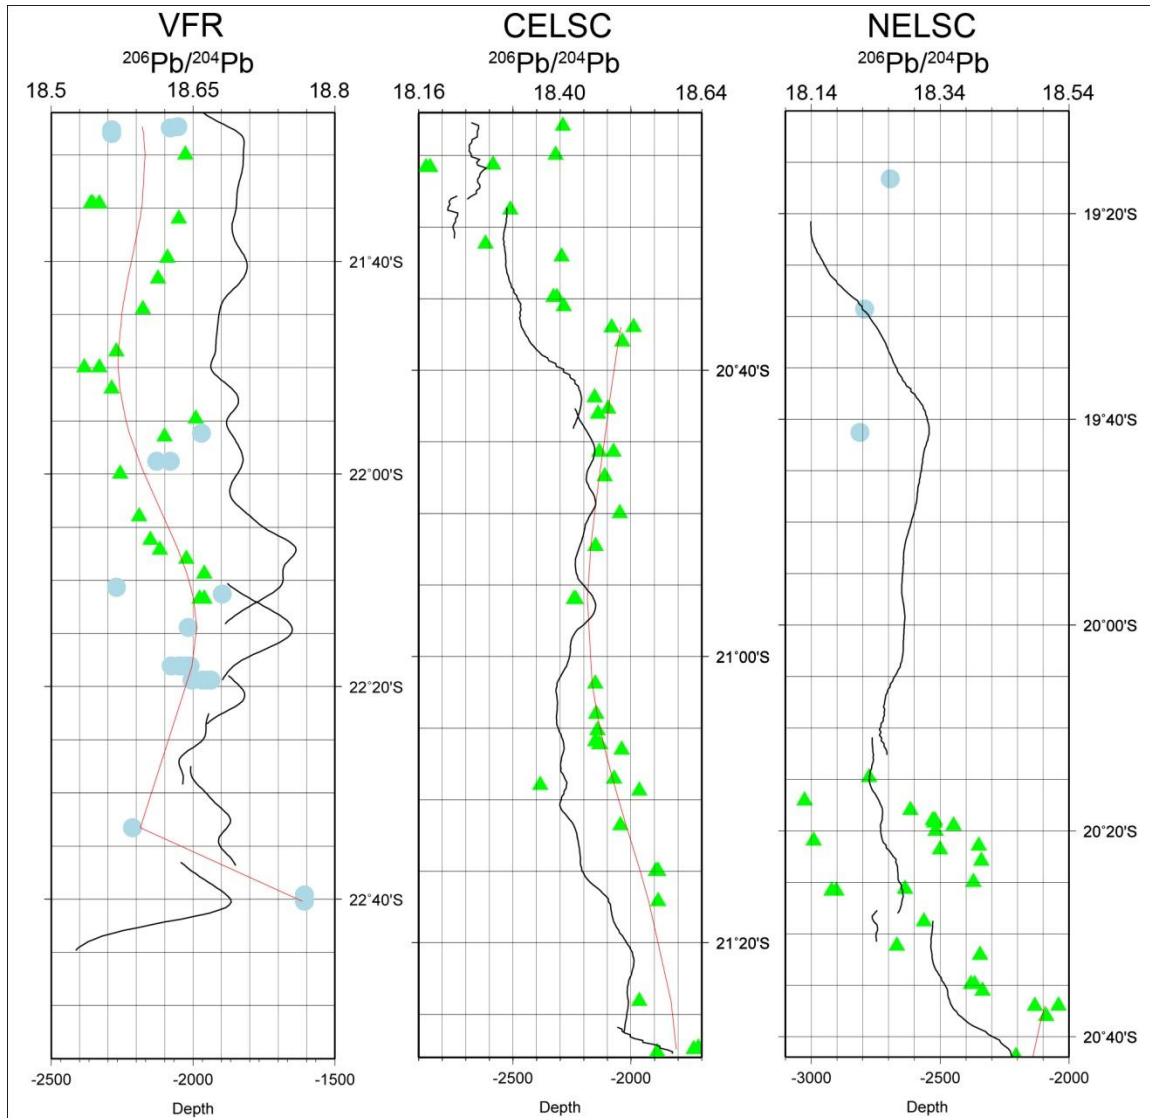 VFR
²⁰⁶Pb/²⁰⁴Pb
18.5 18.65 18.8
21°40'S
22°00'S
22°20'S
22°40'S
-2500 -2000 -1500
Depth
CELSC
²⁰⁶Pb/²⁰⁴Pb
18.16 18.40 18.64
20°40'S
21°00'S
21°20'S
-2500 -2000
Depth
NELSC
²⁰⁶Pb/²⁰⁴Pb
18.14 18.34 18.54
19°20'S
19°40'S
20°00'S
20°20'S
20°40'S
-3000 -2500 -2000
Depth